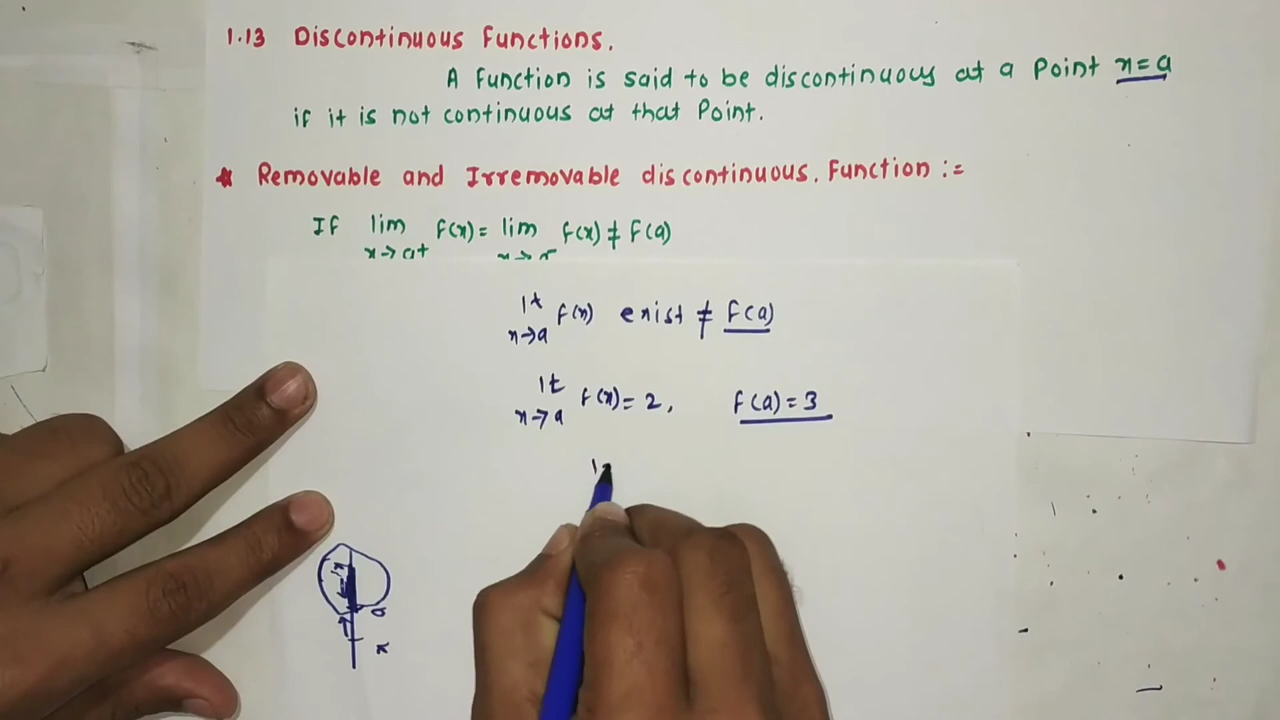 1.13 Discontinuous Functions.
A Function is said to be discontinuous at a Point x=a
if it is not continuous at that Point.
* Removable and Irremovable discontinuous. Function :=
If lim F(x) = lim F(x) ≠ F(a)
x→a+
lt F(x) exist ≠ F(a)
x→a
lt F(x) = 2, F(a) = 3
x→a
a
x